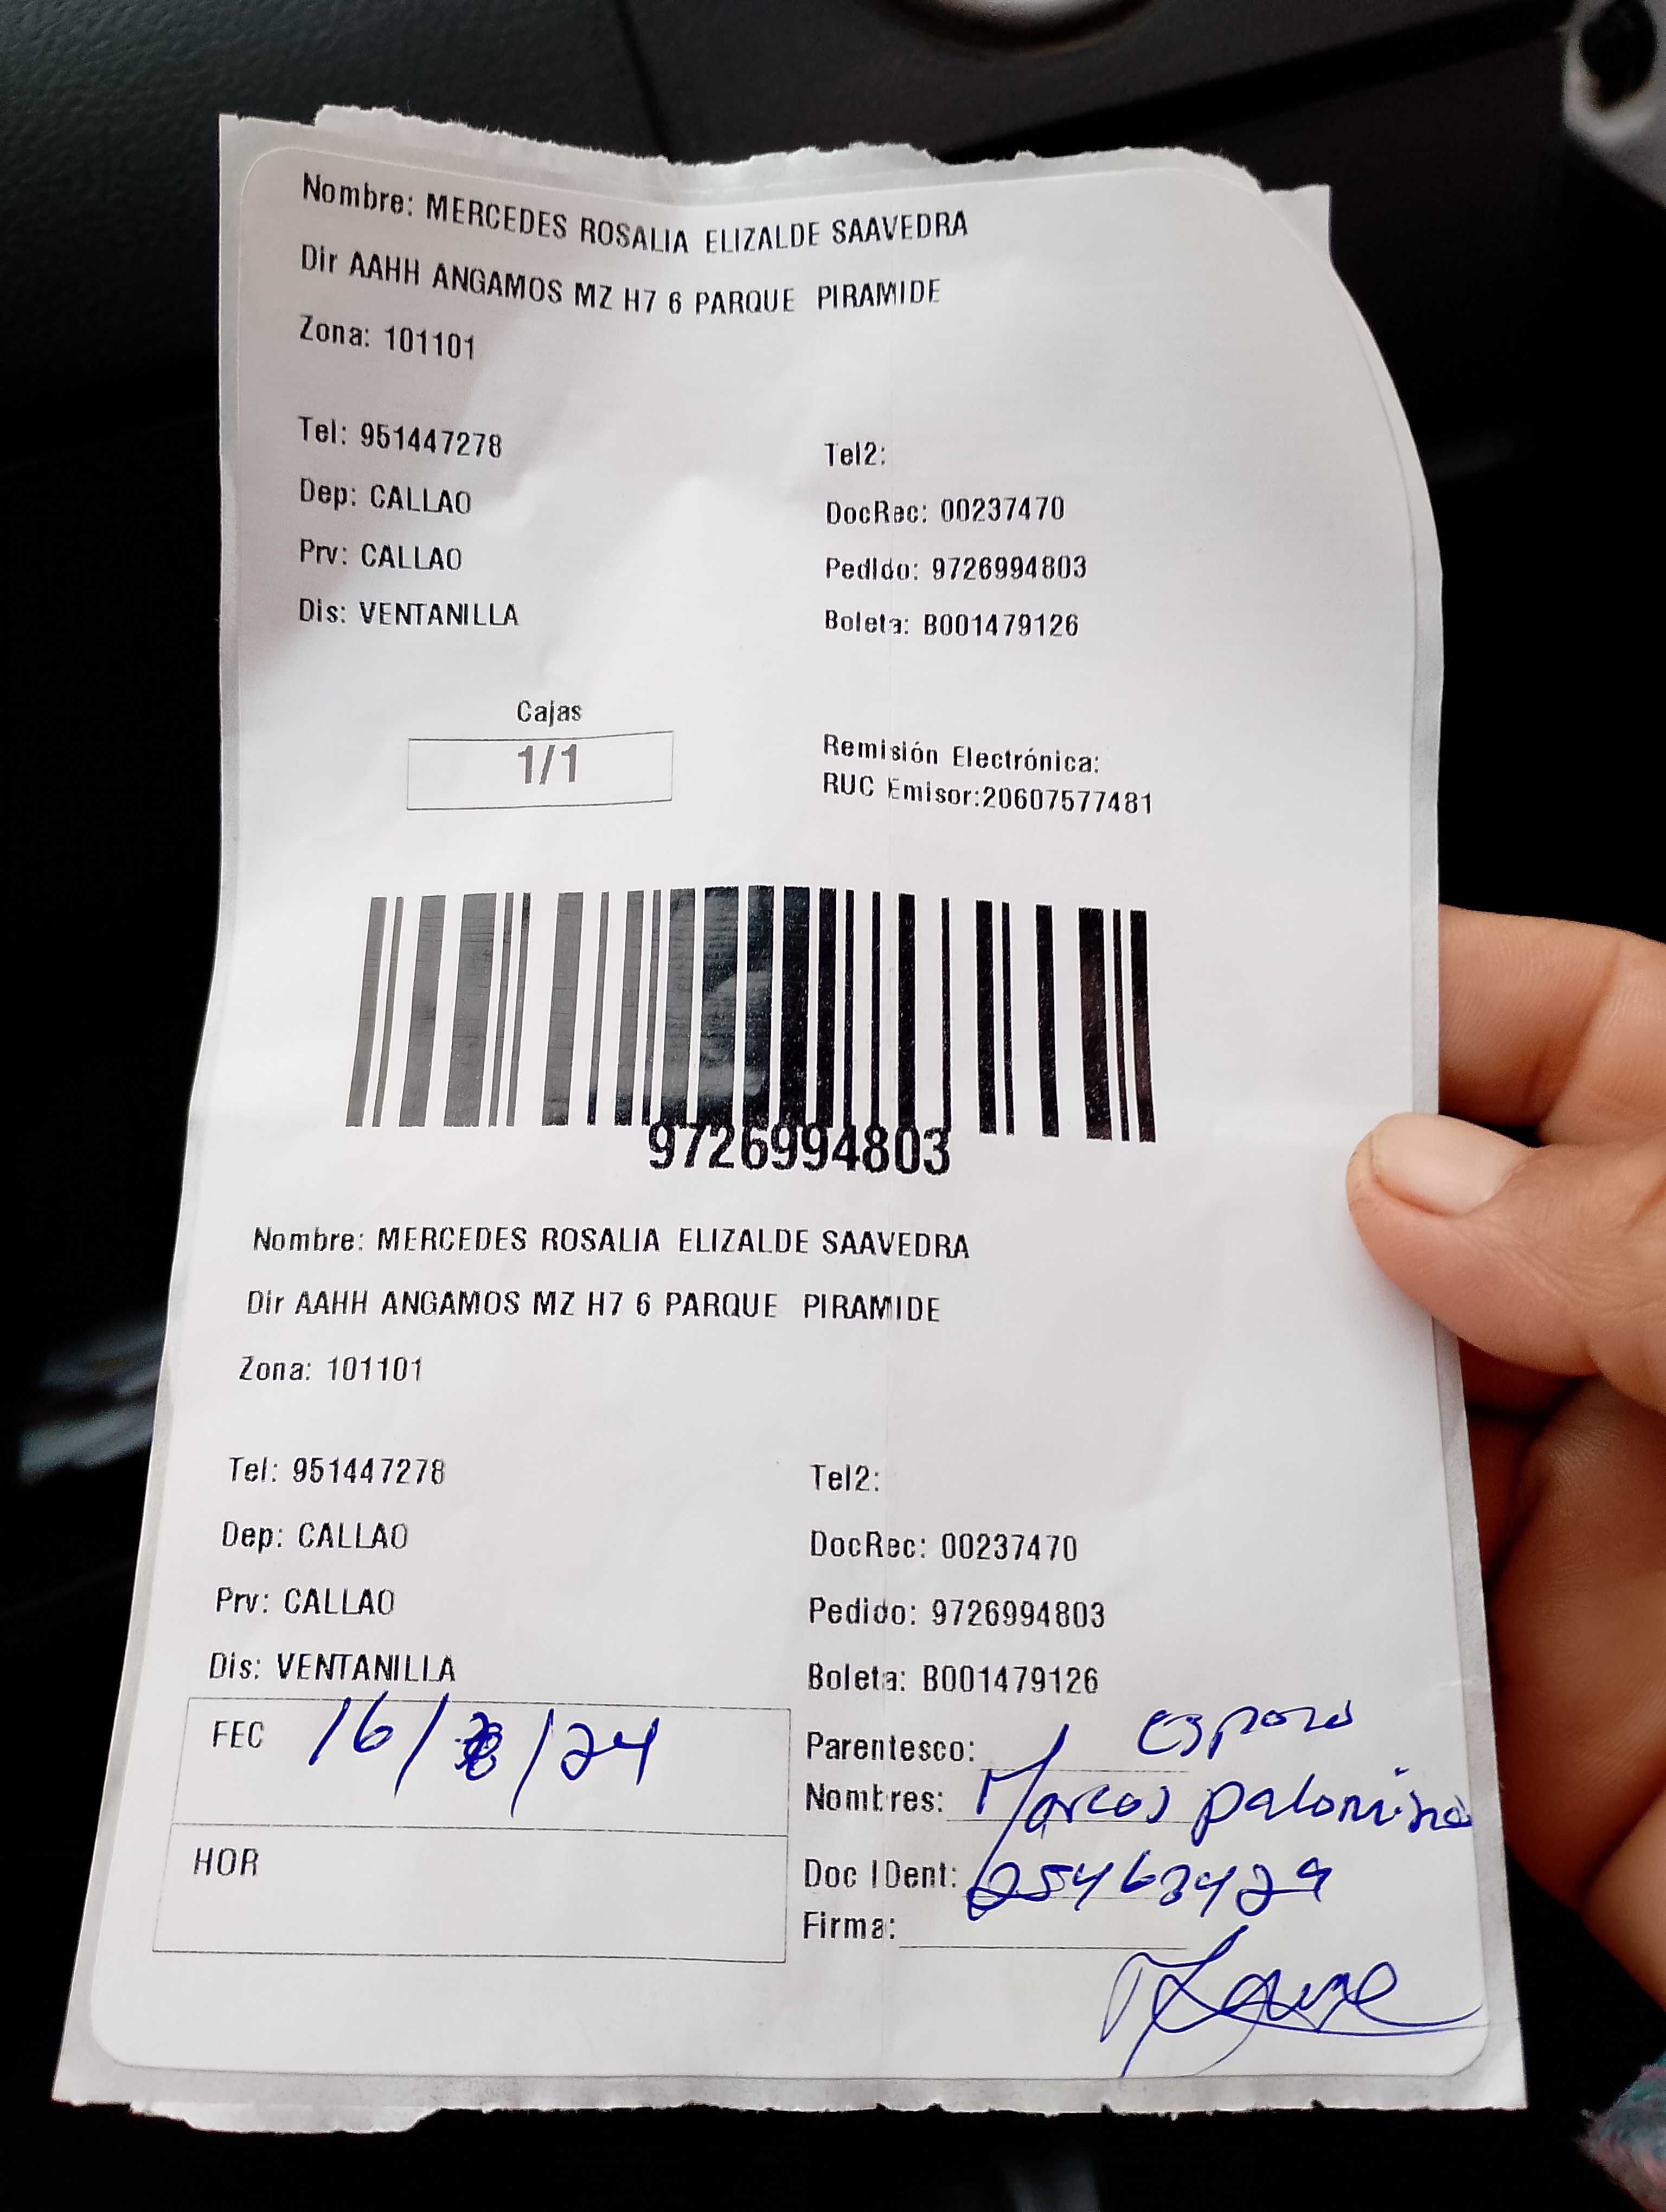 Nombre: MERCEDES ROSALIA ELIZALDE SAAVEDRA
Dir AAHH ANGAMOS MZ H7 6 PARQUE PIRAMIDE
Zona: 101101
Tel: 951447278 Tel2:
Dep: CALLAO DocRec: 00237470
Prv: CALLAO Pedido: 9726994803
Dis: VENTANILLA Boleta: B001479126
Cajas
1/1
Remisión Electrónica:
RUC Emisor:20607577481
9726994803
Nombre: MERCEDES ROSALIA ELIZALDE SAAVEDRA
Dir AAHH ANGAMOS MZ H7 6 PARQUE PIRAMIDE
Zona: 101101
Tel: 951447278 Tel2:
Dep: CALLAO DocRec: 00237470
Prv: CALLAO Pedido: 9726994803
Dis: VENTANILLA Boleta: B001479126
FEC 16/ /24
Parentesco: esposo
Nombres: Marcos palomino
HOR
Doc IDent: 25463429
Firma: